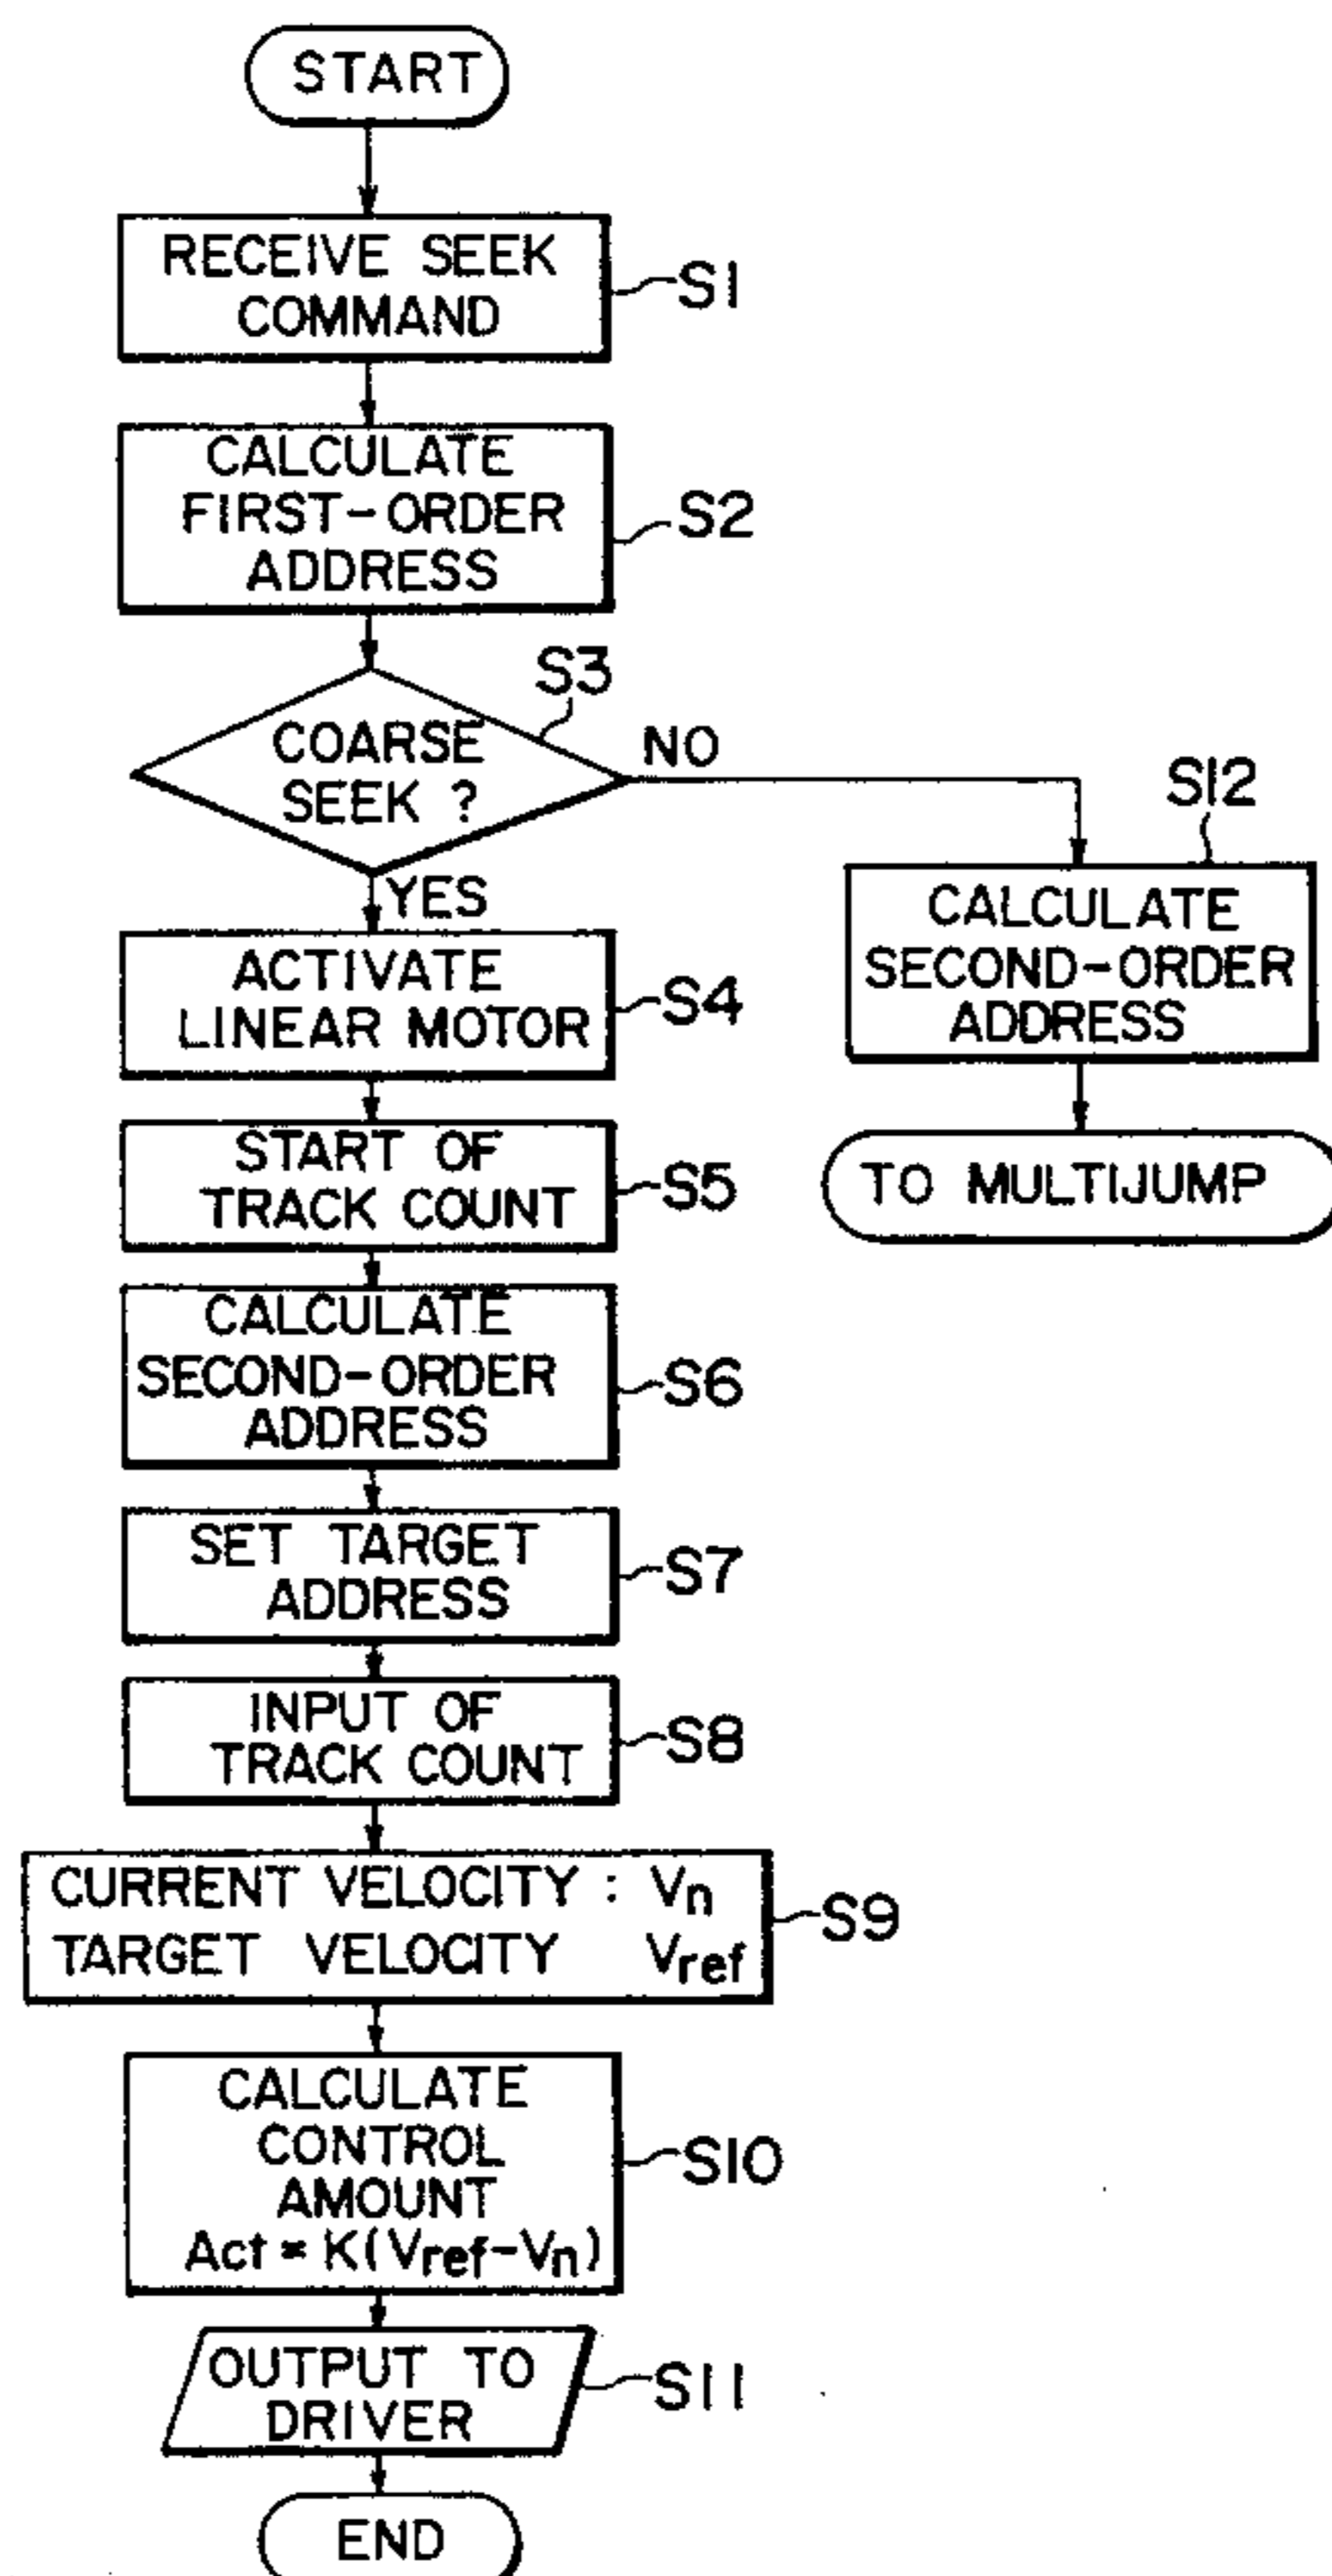 START
RECEIVE SEEK
COMMAND
S1
CALCULATE
FIRST-ORDER
ADDRESS
S2
S3
COARSE
SEEK ?
NO
YES
S12
CALCULATE
SECOND-ORDER
ADDRESS
TO MULTIJUMP
ACTIVATE
LINEAR MOTOR
S4
START OF
TRACK COUNT
S5
CALCULATE
SECOND-ORDER
ADDRESS
S6
SET TARGET
ADDRESS
S7
INPUT OF
TRACK COUNT
S8
CURRENT VELOCITY : Vn
TARGET VELOCITY Vref
S9
CALCULATE
CONTROL
AMOUNT
Act = K(Vref-Vn)
S10
OUTPUT TO
DRIVER
S11
END